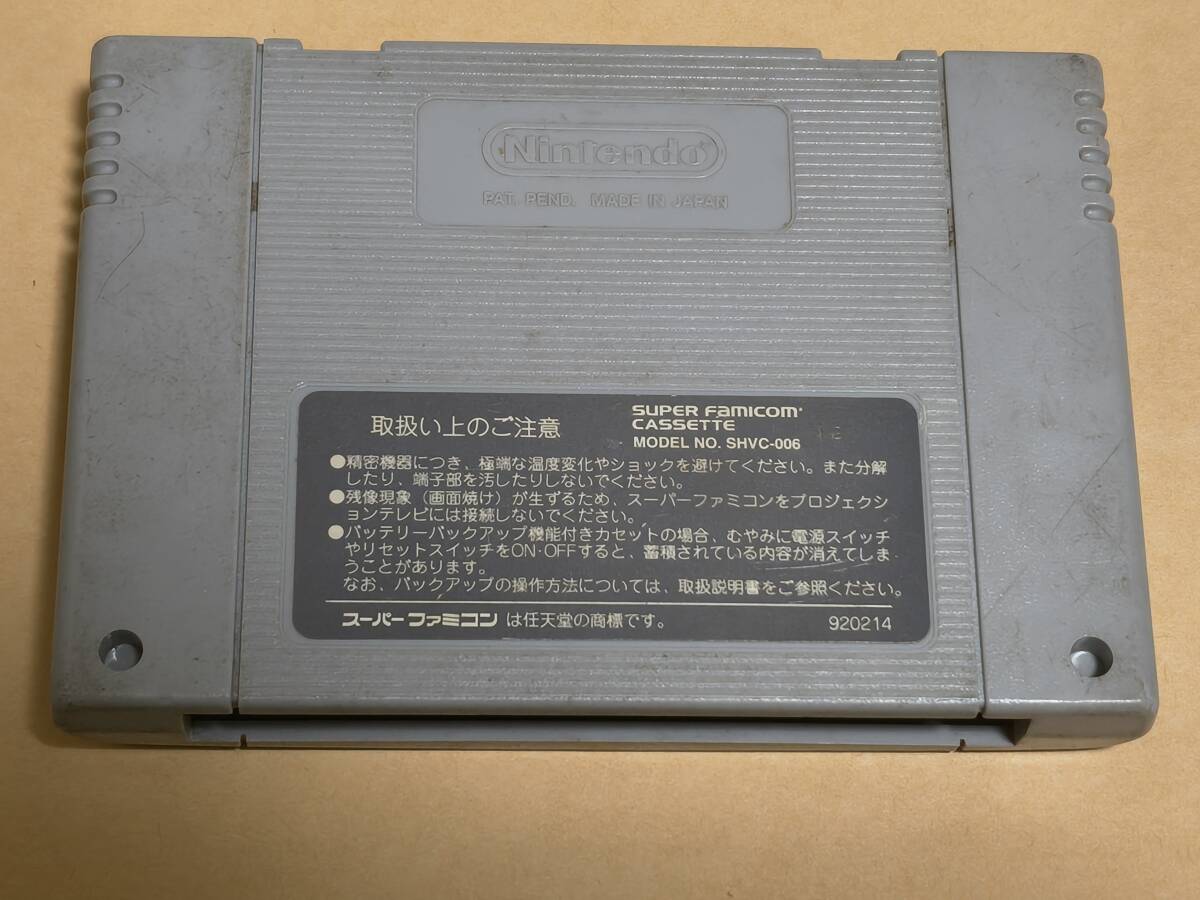 Nintendo
PAT. PEND. MADE IN JAPAN
取扱い上のご注意
SUPER FAMICOM
CASSETTE
MODEL NO. SHVC-006
●精密機器につき、極端な温度変化やショックを避けてください。また分解
したり、端子部を汚したりしないでください。
●残像現象（画面焼け）が生ずるため、スーパーファミコンをプロジェクシ
ョンテレビには接続しないでください。
●バッテリーバックアップ機能付きカセットの場合、むやみに電源スイッチ
やリセットスイッチをON・OFFすると、蓄積されている内容が消えてしま
うことがあります。
なお、バックアップの操作方法については、取扱説明書をご参照ください。
スーパーファミコン は任天堂の商標です。
920214